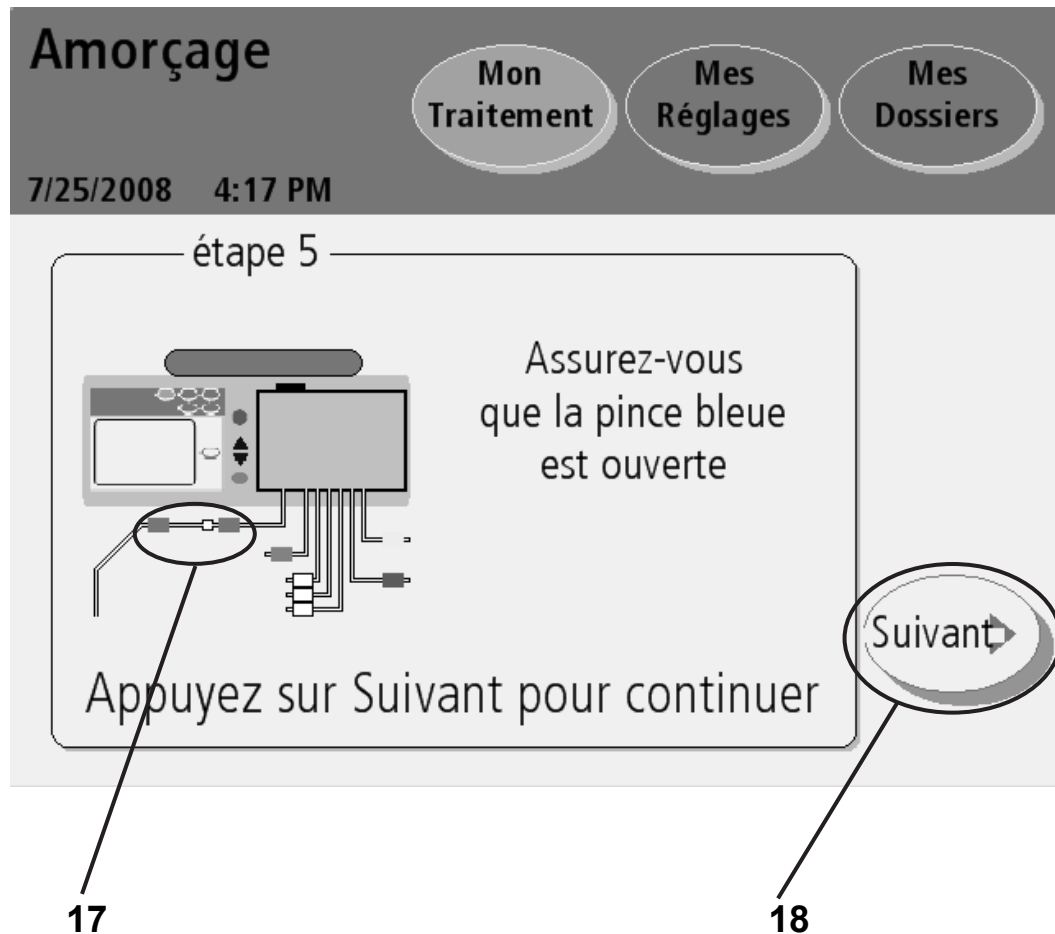 Amorçage
Mon
Traitement
Mes
Réglages
Mes
Dossiers
7/25/2008 4:17 PM
étape 5
Assurez-vous
que la pince bleue
est ouverte
Suivant
Appuyez sur Suivant pour continuer
17
18